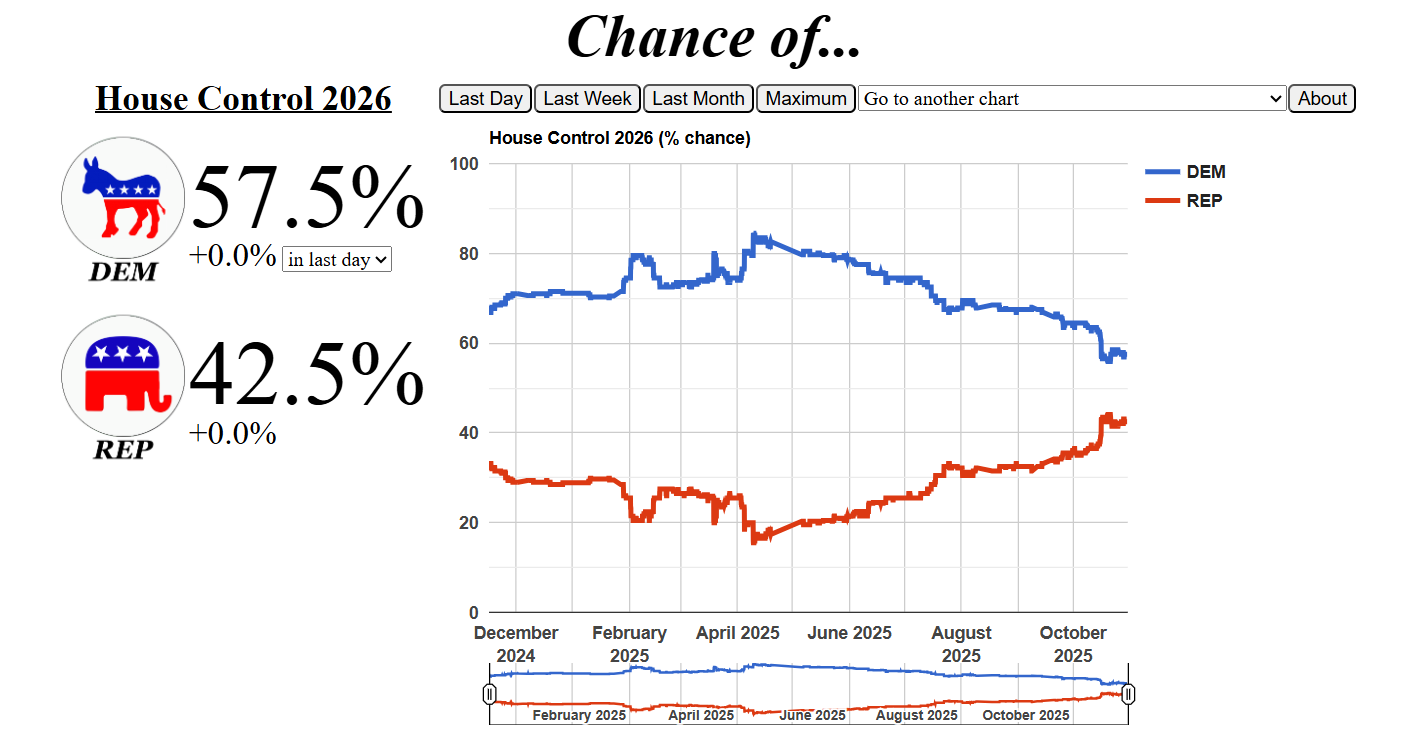 Chance of...
House Control 2026
Last Day Last Week Last Month Maximum Go to another chart About
57.5%
+0.0% in last day
DEM
42.5%
+0.0%
REP
House Control 2026 (% chance)
100
80
60
40
20
0
DEM
REP
December 2024 February 2025 April 2025 June 2025 August 2025 October 2025
February 2025 April 2025 June 2025 August 2025 October 2025